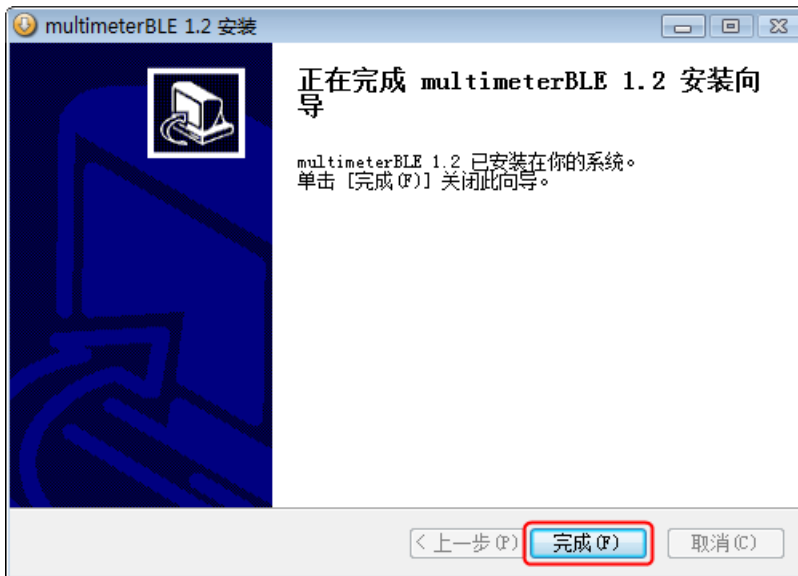 multimeterBLE 1.2 安装
正在完成 multimeterBLE 1.2 安装向
导
multimeterBLE 1.2 已安装在你的系统。
单击 [完成(F)] 关闭此向导。
< 上一步(P) 完成(F) 取消(C)